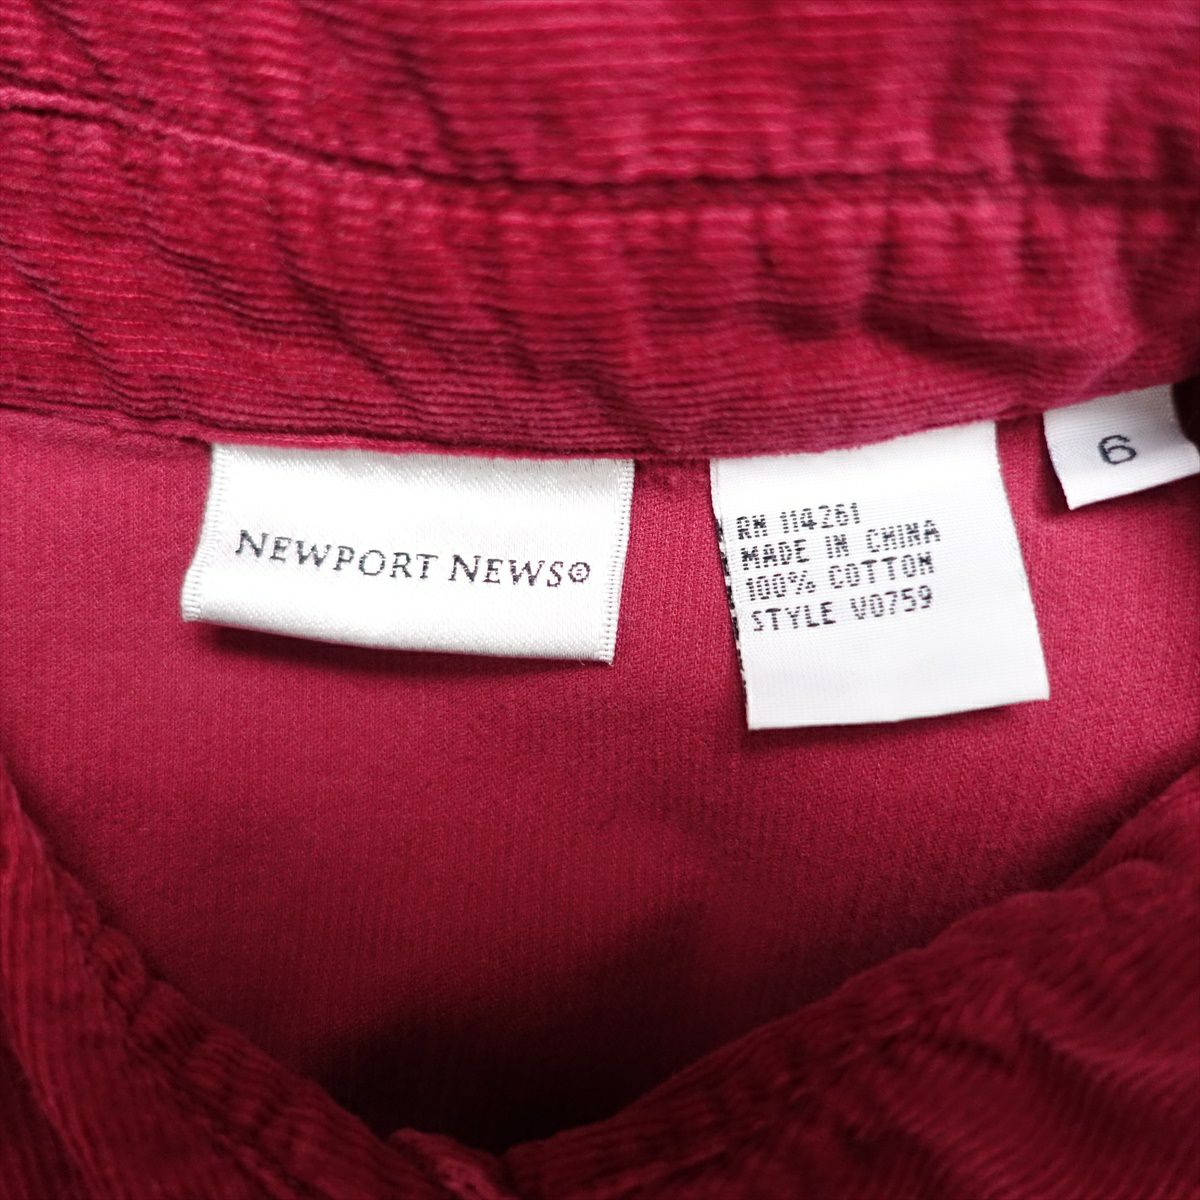 NEWPORT NEWS®
RN 114261
MADE IN CHINA
100% COTTON
STYLE V0759
6